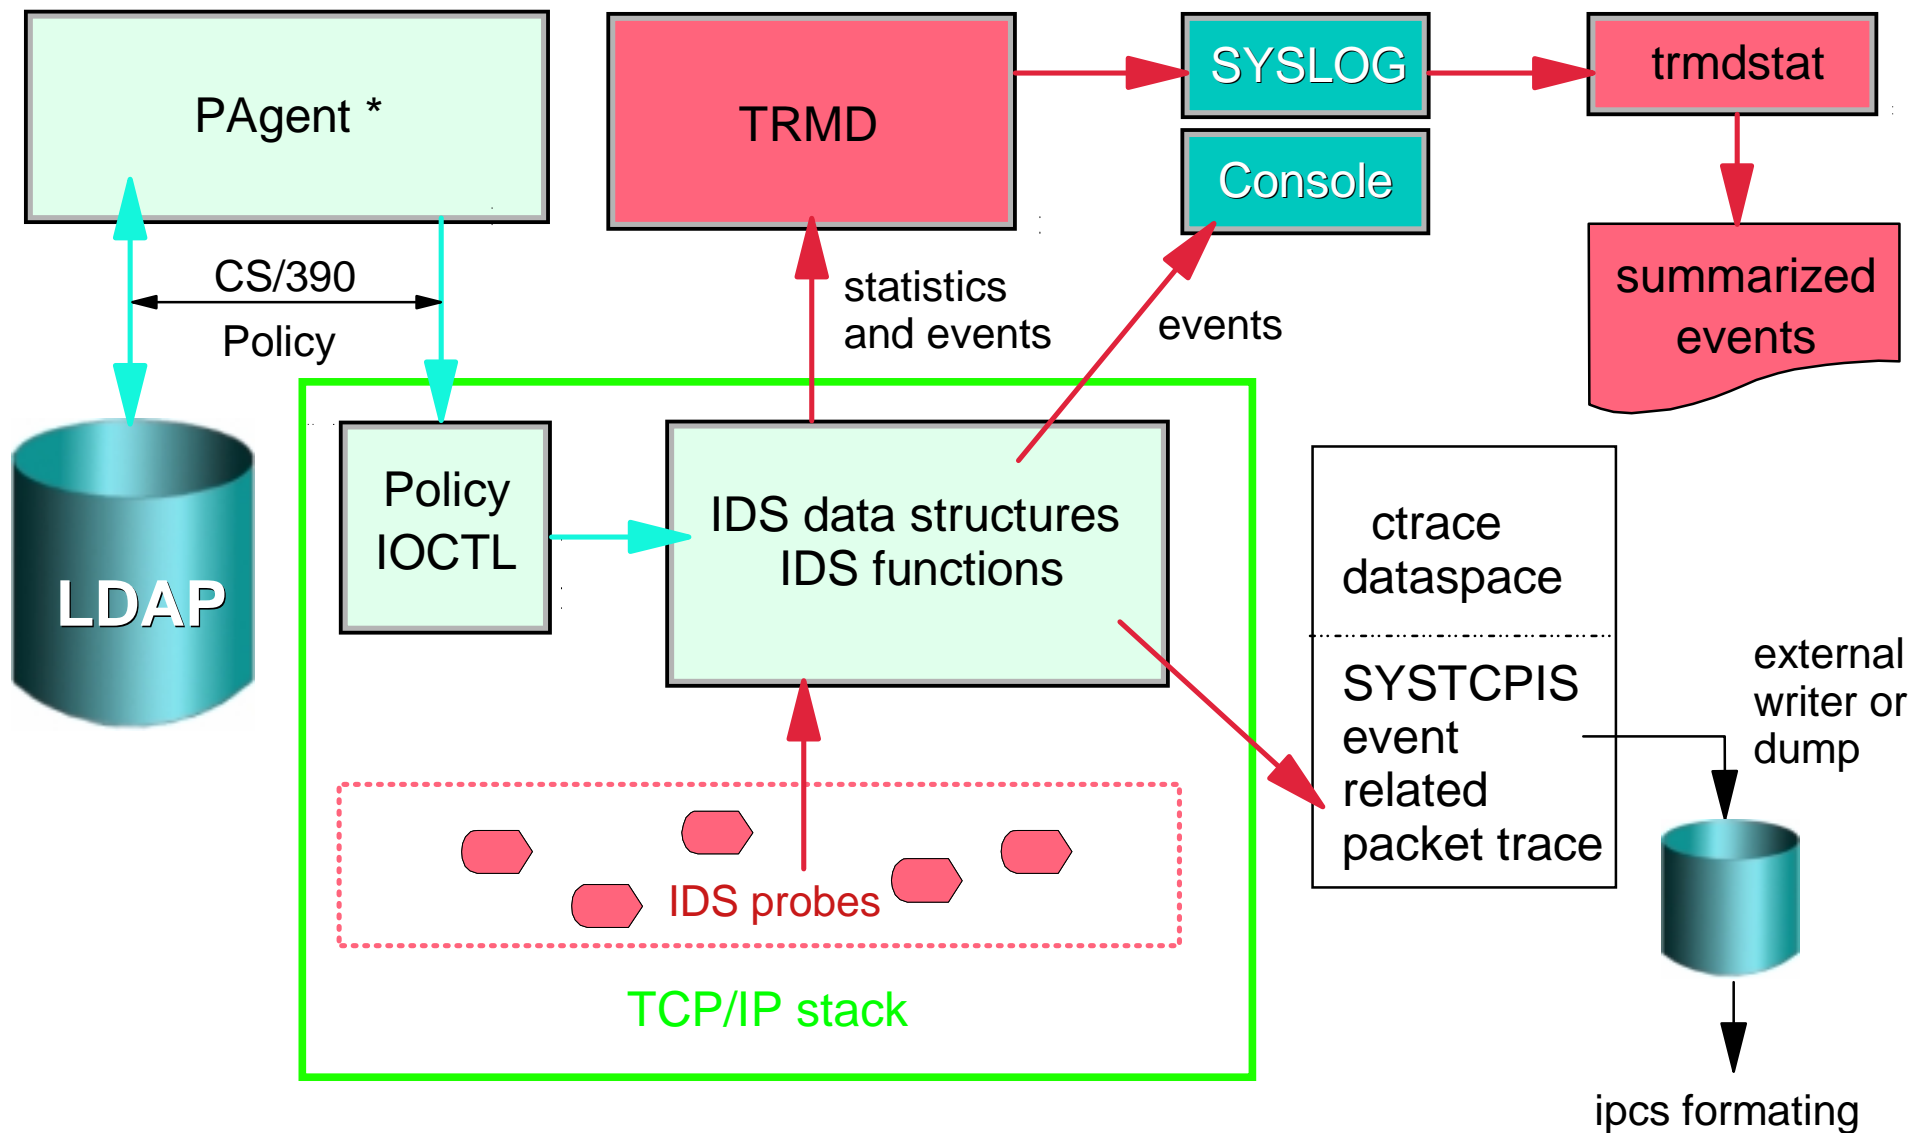 PAgent *
TRMD
SYSLOG
Console
trmdstat
summarized
events
CS/390
Policy
statistics
and events
events
LDAP
Policy
IOCTL
IDS data structures
IDS functions
ctrace
dataspace
SYSTCPIS
event
related
packet trace
external
writer or
dump
IDS probes
TCP/IP stack
ipcs formating